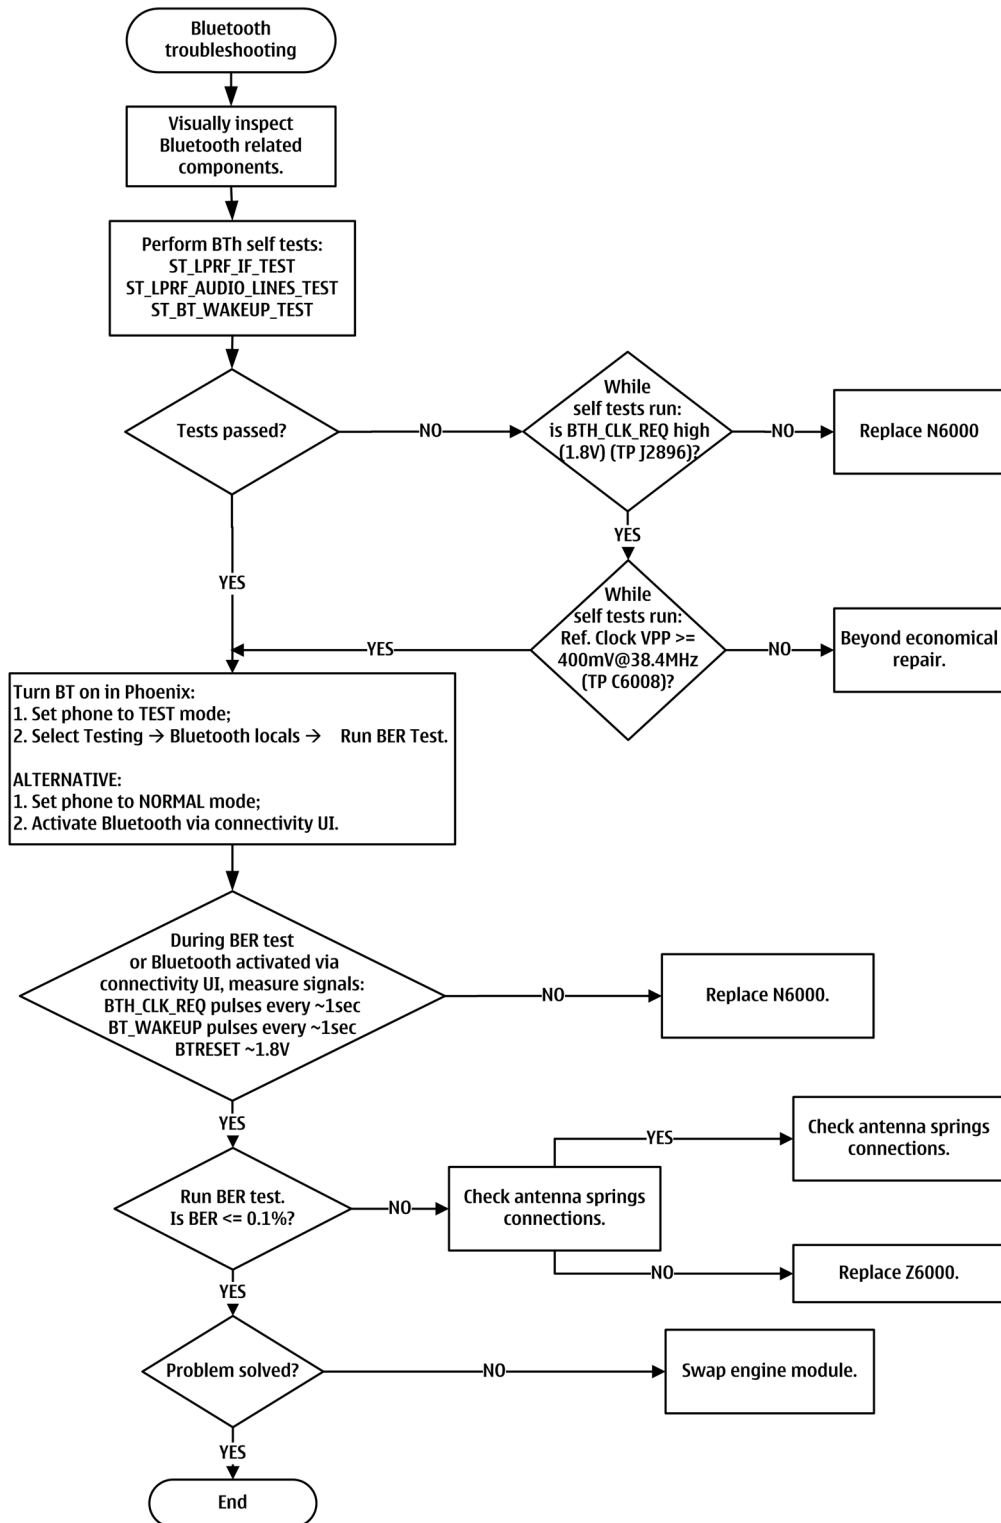 Bluetooth
troubleshooting
Visually inspect
Bluetooth related
components.
Perform BTh self tests:
ST_LPRF_IF_TEST
ST_LPRF_AUDIO_LINES_TEST
ST_BT_WAKEUP_TEST
Tests passed?
NO
While
self tests run:
is BTH_CLK_REQ high
(1.8V) (TP J2896)?
NO
Replace N6000
YES
YES
While
self tests run:
Ref. Clock VPP >=
400mV@38.4MHz
(TP C6008)?
YES
NO
Beyond economical
repair.
Turn BT on in Phoenix:
1. Set phone to TEST mode;
2. Select Testing → Bluetooth locals → Run BER Test.
ALTERNATIVE:
1. Set phone to NORMAL mode;
2. Activate Bluetooth via connectivity UI.
During BER test
or Bluetooth activated via
connectivity UI, measure signals:
BTH_CLK_REQ pulses every ~1sec
BT_WAKEUP pulses every ~1sec
BTRESET ~1.8V
NO
Replace N6000.
YES
Run BER test.
Is BER <= 0.1%?
NO
Check antenna springs
connections.
YES
Check antenna springs
connections.
NO
Replace Z6000.
YES
Problem solved?
NO
Swap engine module.
YES
End